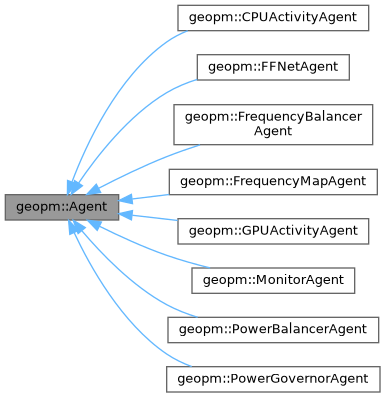 geopm::CPUActivityAgent
geopm::FFNetAgent
geopm::FrequencyBalancer
Agent
geopm::FrequencyMapAgent
geopm::Agent
geopm::GPUActivityAgent
geopm::MonitorAgent
geopm::PowerBalancerAgent
geopm::PowerGovernorAgent